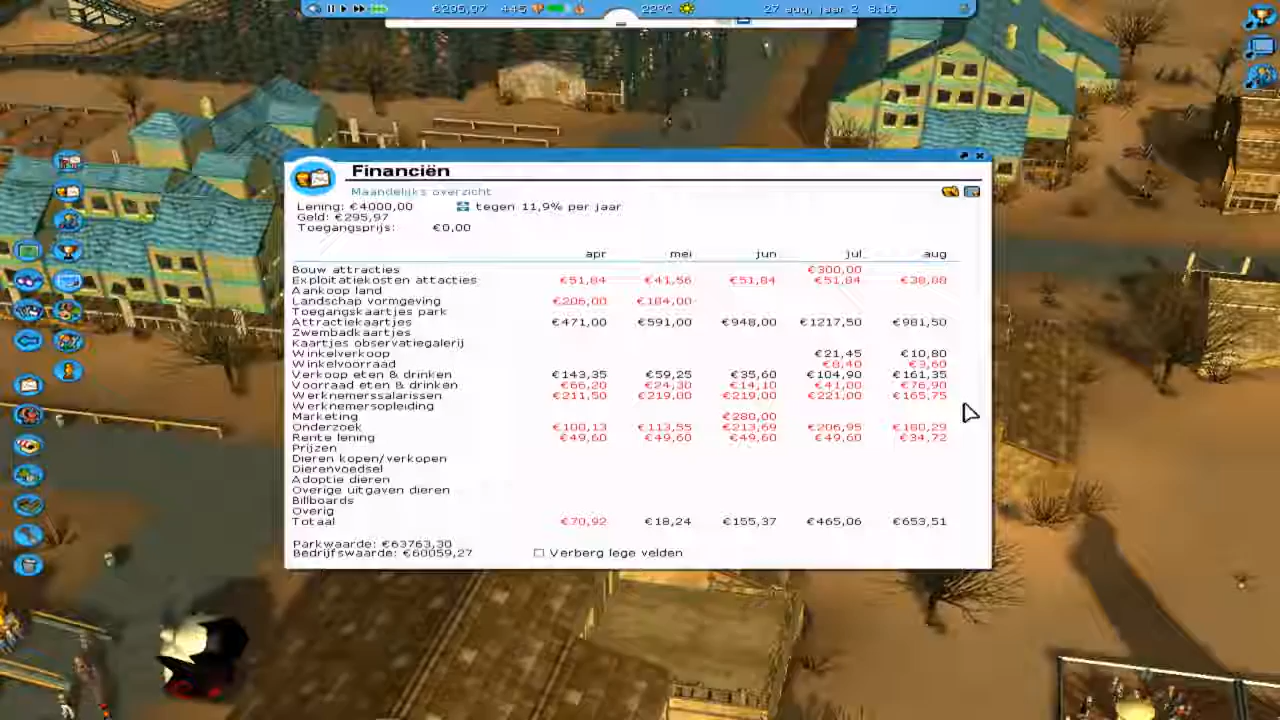 €295,97 445 22°C 27 aug, jaar 2 9:15
Financiën
Maandelijks overzicht
Lening: €4000,00 tegen 11,9% per jaar
Geld: €295,97
Toegangsprijs: €0,00
apr mei jun jul aug
Bouw attracties €300,00
Exploitatiekosten attacties €51,84 €41,56 €51,84 €51,84 €38,88
Aankoop land
Landschap vormgeving €206,00 €184,00
Toegangskaartjes park
Attractiekaartjes €471,00 €591,00 €948,00 €1217,50 €981,50
Zwembadkaartjes
Kaartjes observatiegalerij
Winkelverkoop €21,45 €10,80
Winkelvoorraad €8,40 €3,60
Verkoop eten & drinken €143,35 €59,25 €35,60 €104,90 €161,35
Voorraad eten & drinken €66,20 €24,30 €14,10 €41,00 €76,90
Werknemerssalarissen €211,50 €219,00 €219,00 €221,00 €165,75
Werknemersopleiding
Marketing €280,00
Onderzoek €100,13 €113,55 €213,69 €206,95 €180,29
Rente lening €49,60 €49,60 €49,60 €49,60 €34,72
Prijzen
Dieren kopen/verkopen
Dierenvoedsel
Adoptie dieren
Overige uitgaven dieren
Billboards
Overig
Totaal €70,92 €18,24 €155,37 €465,06 €653,51
Parkwaarde: €63763,30
Bedrijfswaarde: €60059,27
Verberg lege velden